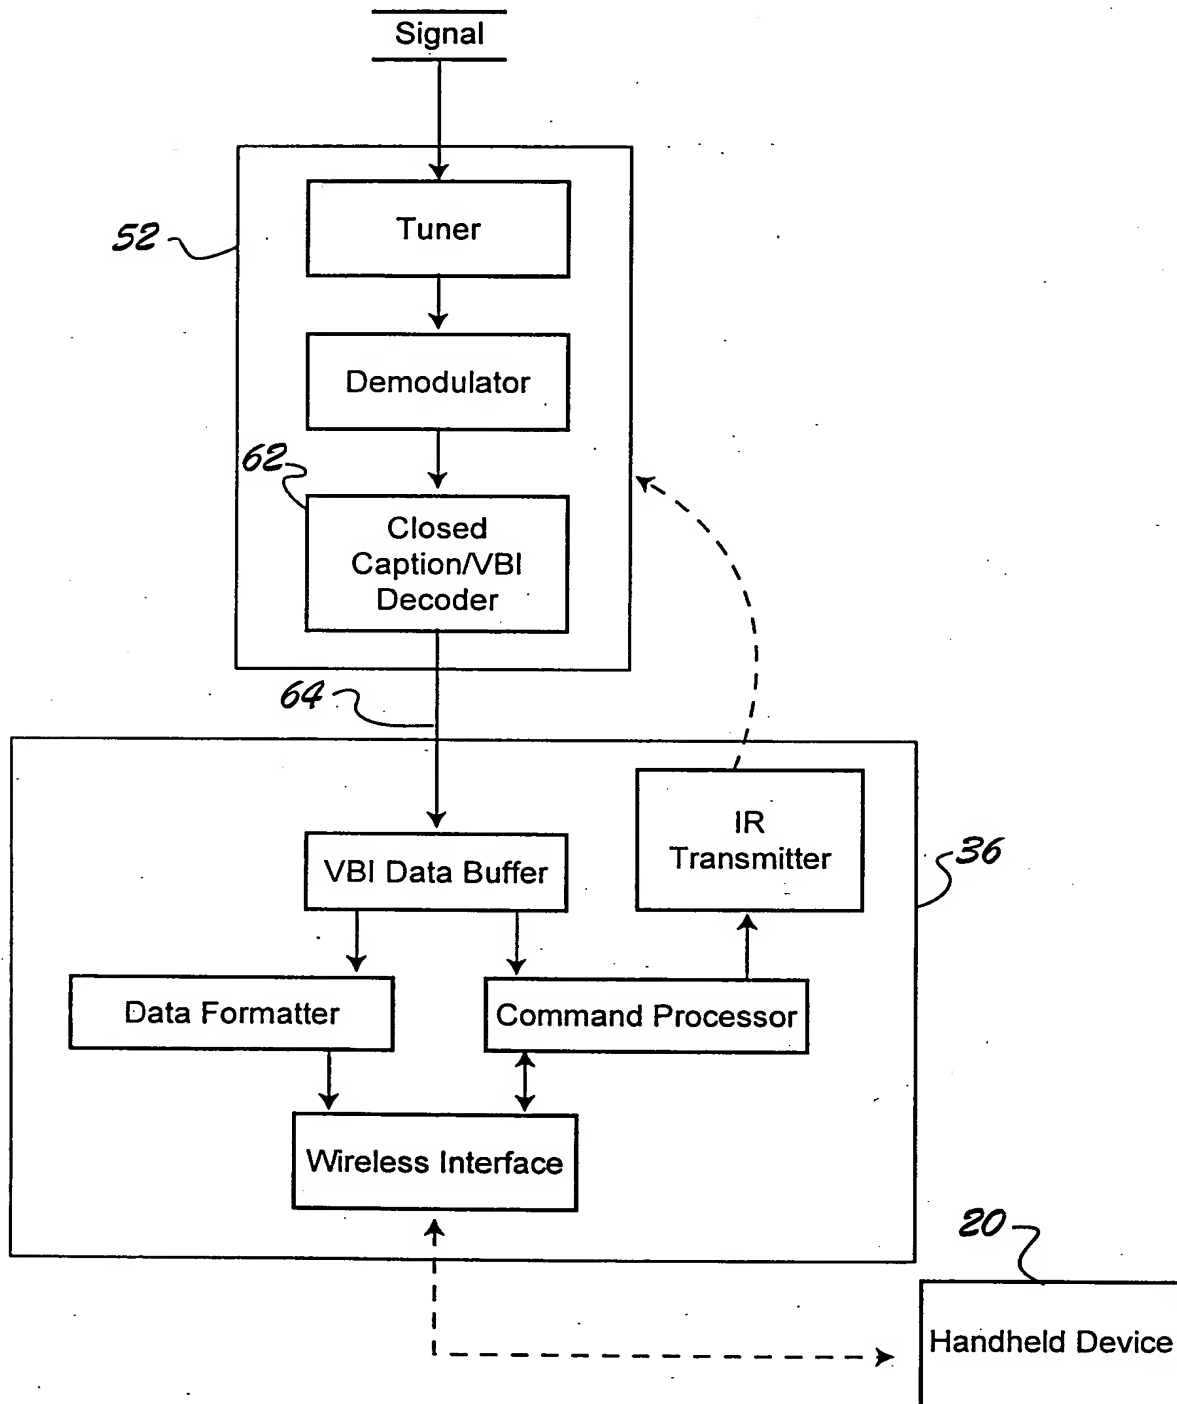 Signal
Tuner
52
Demodulator
62
Closed
Caption/VBI
Decoder
64
IR
Transmitter
VBI Data Buffer
36
Data Formatter
Command Processor
Wireless Interface
20
Handheld Device